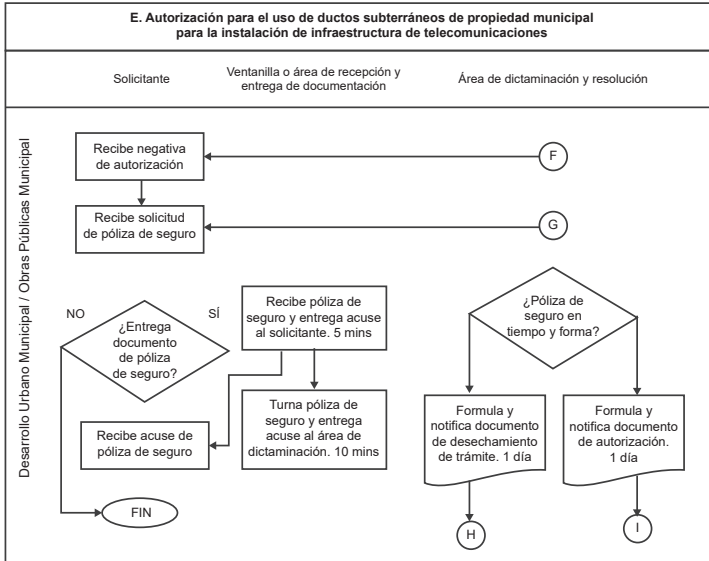 E. Autorización para el uso de ductos subterráneos de propiedad municipal
para la instalación de infraestructura de telecomunicaciones
Solicitante
Ventanilla o área de recepción y
entrega de documentación
Área de dictaminación y resolución
Desarrollo Urbano Municipal / Obras Públicas Municipal
Recibe negativa
de autorización
F
Recibe solicitud
de póliza de seguro
G
NO
SÍ
¿Entrega
documento
de póliza
de seguro?
Recibe póliza de
seguro y entrega acuse
al solicitante. 5 mins
¿Póliza de
seguro en
tiempo y forma?
Recibe acuse de
póliza de seguro
Turna póliza de
seguro y entrega
acuse al área de
dictaminación. 10 mins
Formula y
notifica documento
de desechamiento
de trámite. 1 día
Formula y
notifica documento
de autorización.
1 día
FIN
H
I